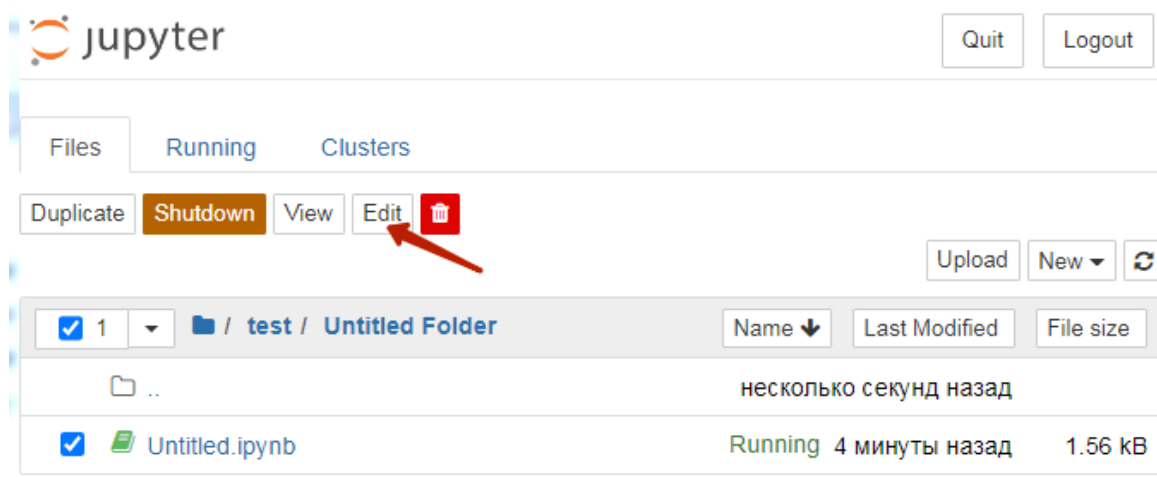 jupyter Quit Logout
Files Running Clusters
Duplicate Shutdown View Edit
Upload New
1 / test / Untitled Folder Name Last Modified File size
.. несколько секунд назад
Untitled.ipynb Running 4 минуты назад 1.56 kB